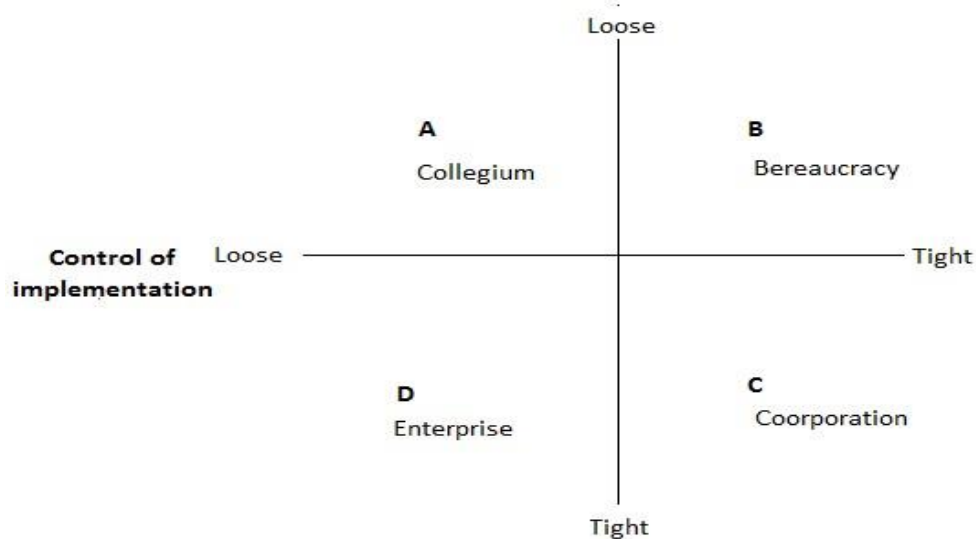 Loose
A
B
Collegium
Bereaucracy
Control of
implementation
Loose
Tight
D
C
Enterprise
Coorporation
Tight